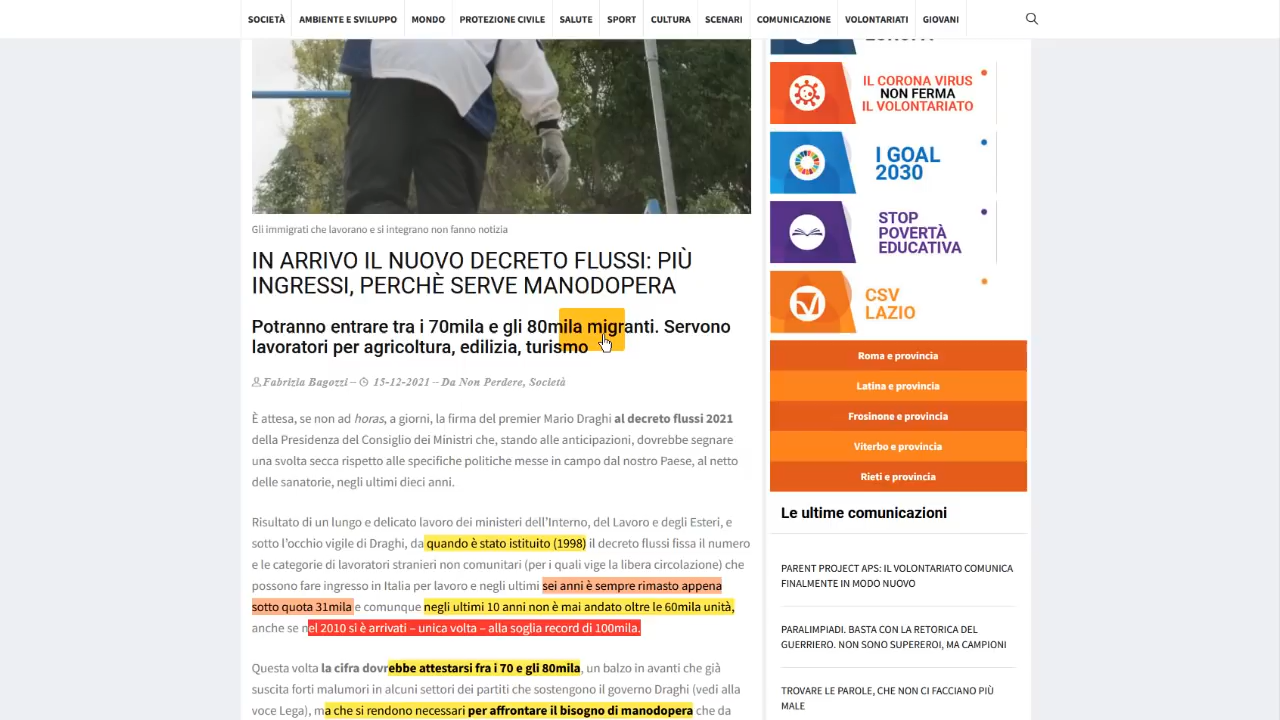 SOCIETÀ AMBIENTE E SVILUPPO MONDO PROTEZIONE CIVILE SALUTE SPORT CULTURA SCENARI COMUNICAZIONE VOLONTARIATI GIOVANI
Gli immigrati che lavorano e si integrano non fanno notizia
IN ARRIVO IL NUOVO DECRETO FLUSSI: PIÙ
INGRESSI, PERCHÈ SERVE MANODOPERA
Potranno entrare tra i 70mila e gli 80mila migranti. Servono
lavoratori per agricoltura, edilizia, turismo
Fabrizia Bagozzi – 15-12-2021 – Da Non Perdere, Società
È attesa, se non ad horas, a giorni, la firma del premier Mario Draghi al decreto flussi 2021
della Presidenza del Consiglio dei Ministri che, stando alle anticipazioni, dovrebbe segnare
una svolta secca rispetto alle specifiche politiche messe in campo dal nostro Paese, al netto
delle sanatorie, negli ultimi dieci anni.
Risultato di un lungo e delicato lavoro dei ministeri dell'Interno, del Lavoro e degli Esteri, e
sotto l'occhio vigile di Draghi, da quando è stato istituito (1998) il decreto flussi fissa il numero
e le categorie di lavoratori stranieri non comunitari (per i quali vige la libera circolazione) che
possono fare ingresso in Italia per lavoro e negli ultimi sei anni è sempre rimasto appena
sotto quota 31mila e comunque negli ultimi 10 anni non è mai andato oltre le 60mila unità,
anche se nel 2010 si è arrivati – unica volta – alla soglia record di 100mila.
Questa volta la cifra dovrebbe attestarsi fra i 70 e gli 80mila, un balzo in avanti che già
suscita forti malumori in alcuni settori dei partiti che sostengono il governo Draghi (vedi alla
voce Lega), ma che si rendono necessari per affrontare il bisogno di manodopera che da
IL CORONA VIRUS
NON FERMA
IL VOLONTARIATO
I GOAL
2030
STOP
POVERTÀ
EDUCATIVA
CSV
LAZIO
Roma e provincia
Latina e provincia
Frosinone e provincia
Viterbo e provincia
Rieti e provincia
Le ultime comunicazioni
PARENT PROJECT APS: IL VOLONTARIATO COMUNICA
FINALMENTE IN MODO NUOVO
PARALIMPIADI. BASTA CON LA RETORICA DEL
GUERRIERO. NON SONO SUPEREROI, MA CAMPIONI
TROVARE LE PAROLE, CHE NON CI FACCIANO PIÙ
MALE